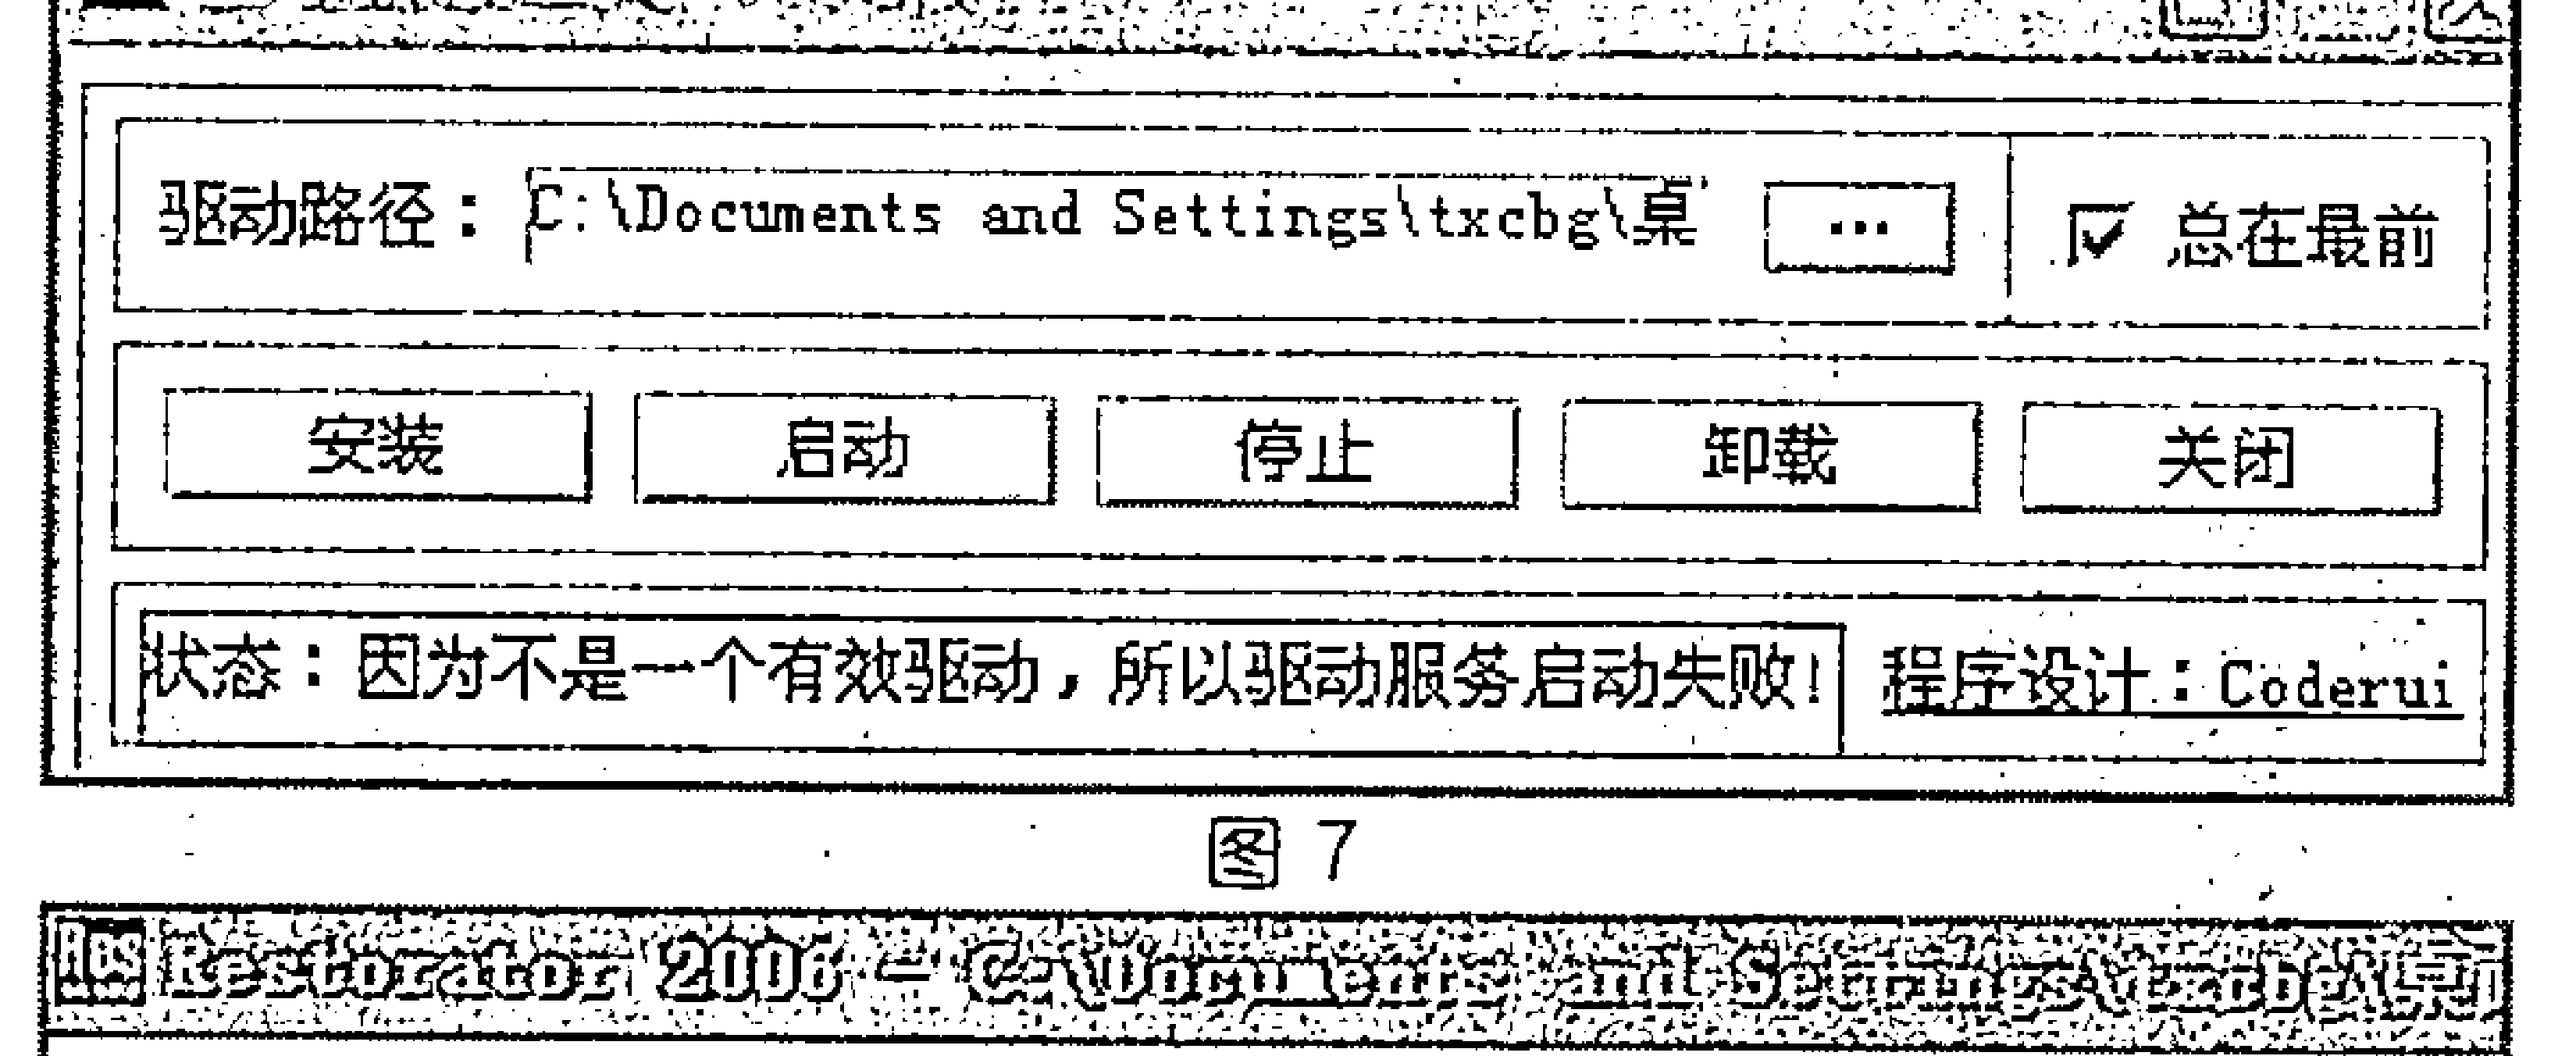 驱动路径： C:\Documents and Settings\txcbg\桌 ... 总在最前
安装 启动 停止 卸载 关闭
状态：因为不是一个有效驱动，所以驱动服务启动失败! 程序设计：Coderui
图 7
Restorator 2006 - C:\Documents and Settings\txcbg\桌